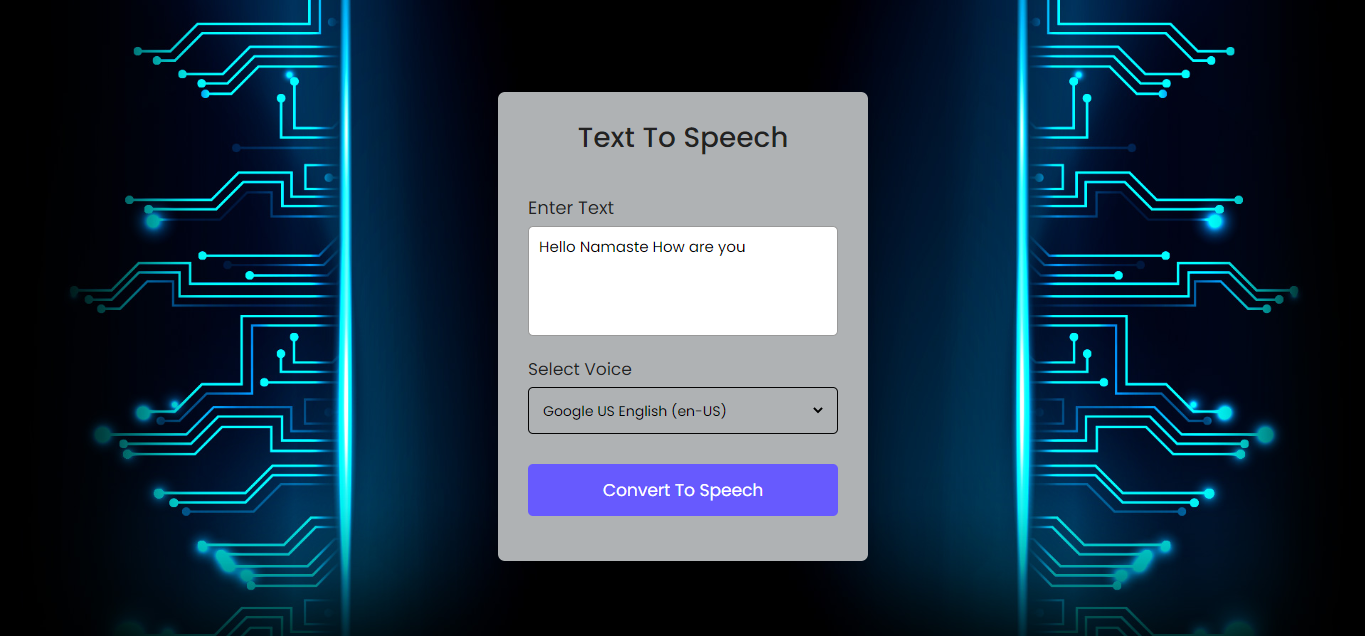 Text To Speech
Enter Text
Hello Namaste How are you
Select Voice
Google US English (en-US)
Convert To Speech